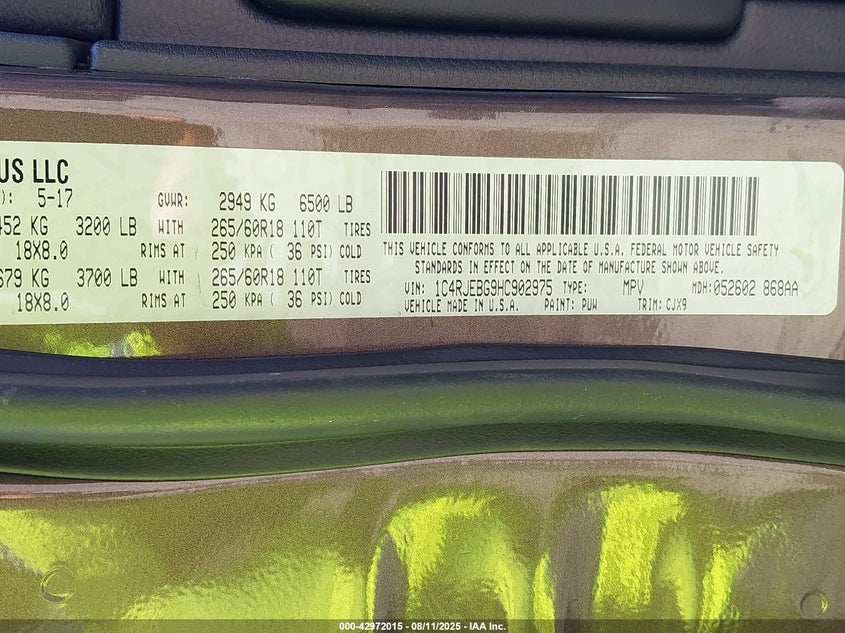 US LLC
): 5-17 GVWR: 2949 KG 6500 LB
452 KG 3200 LB WITH 265/60R18 110T TIRES
18X8.0 RIMS AT 250 KPA ( 36 PSI) COLD
679 KG 3700 LB WITH 265/60R18 110T TIRES
18X8.0 RIMS AT 250 KPA ( 36 PSI) COLD
THIS VEHICLE CONFORMS TO ALL APPLICABLE U.S.A. FEDERAL MOTOR VEHICLE SAFETY
STANDARDS IN EFFECT ON THE DATE OF MANUFACTURE SHOWN ABOVE.
VIN: 1C4RJEBG9HC902975 TYPE: MPV MDH: 052602 868AA
VEHICLE MADE IN U.S.A. PAINT: PUW TRIM: CJX9
000-42972015 - 08/11/2025 - IAA Inc.